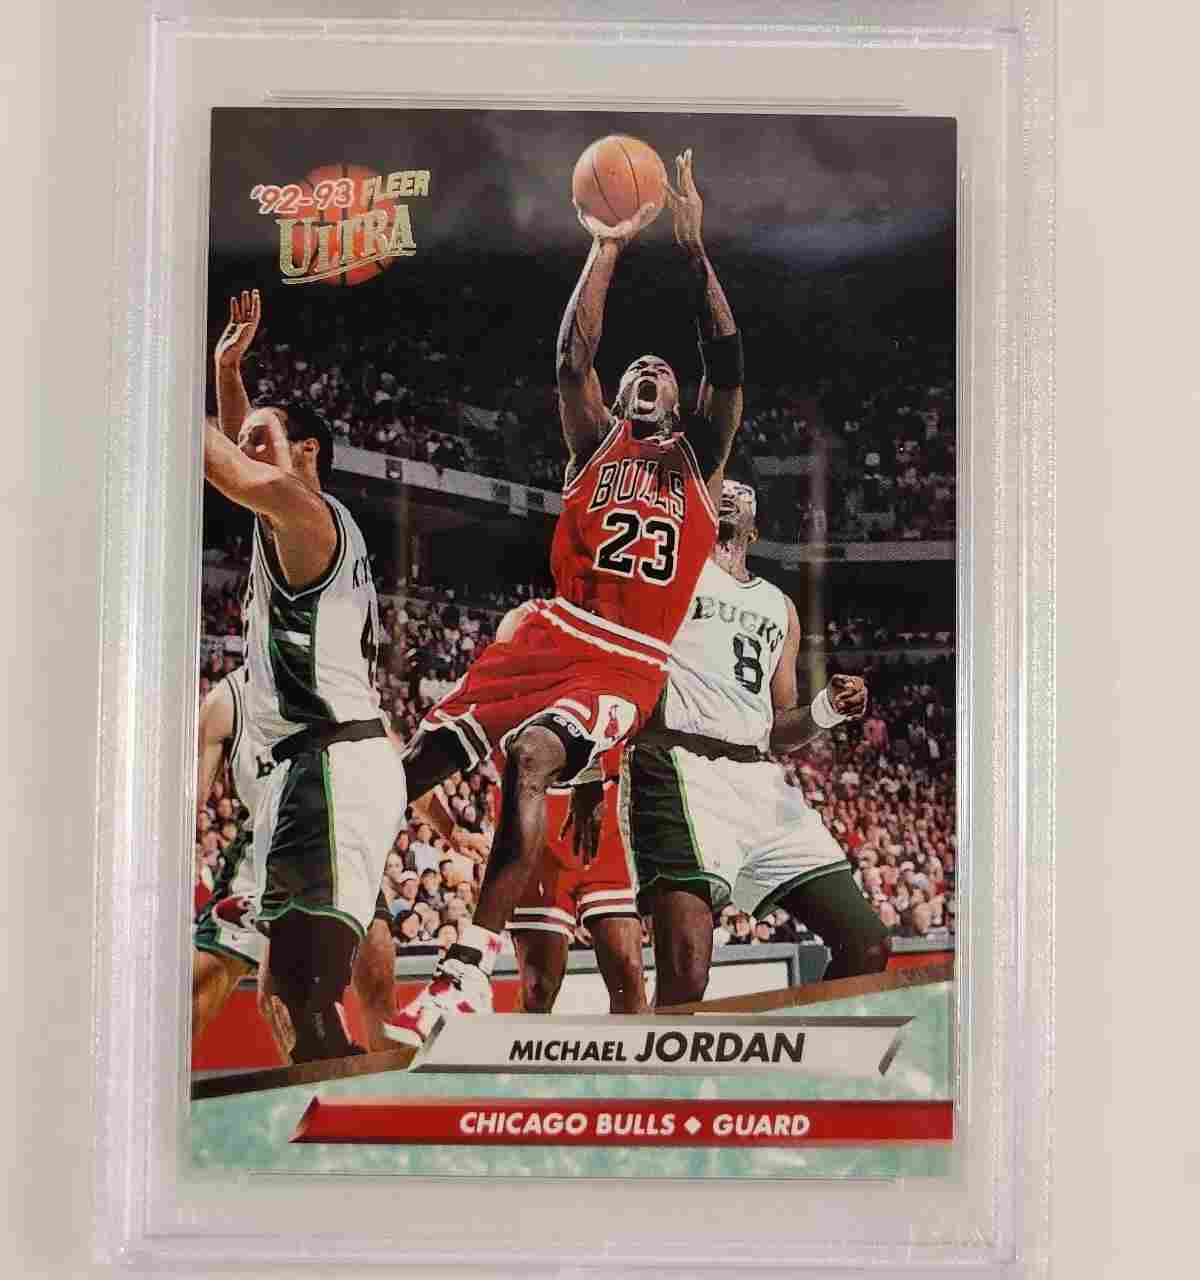 '92-93 FLEER
ULTRA
BULLS
23
BUCKS
8
MICHAEL JORDAN
CHICAGO BULLS ♦ GUARD